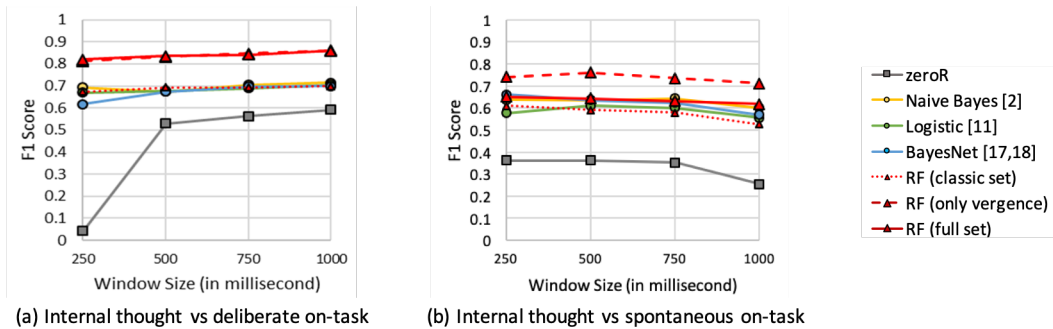 1
0.9
0.8
0.7
0.6
0.5
0.4
0.3
0.2
0.1
0
F1 Score
250 500 750 1000
Window Size (in millisecond)
(a) Internal thought vs deliberate on-task
1
0.9
0.8
0.7
0.6
0.5
0.4
0.3
0.2
0.1
0
F1 Score
250 500 750 1000
Window Size (in millisecond)
(b) Internal thought vs spontaneous on-task
zeroR
Naive Bayes [2]
Logistic [11]
BayesNet [17,18]
RF (classic set)
RF (only vergence)
RF (full set)